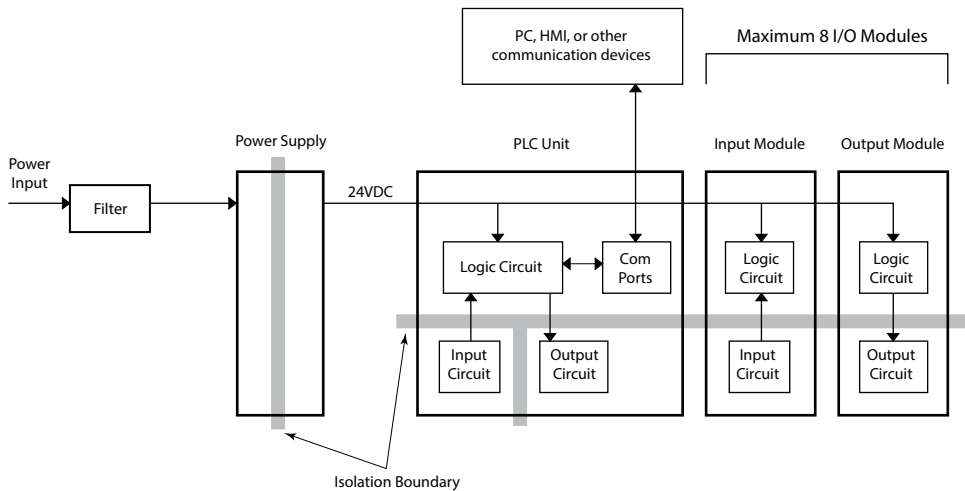 PC, HMI, or other
communication devices
Maximum 8 I/O Modules
Power Supply
PLC Unit
Input Module
Output Module
Power
Input
Filter
24VDC
Logic Circuit
Com
Ports
Logic
Circuit
Logic
Circuit
Input
Circuit
Output
Circuit
Input
Circuit
Output
Circuit
Isolation Boundary